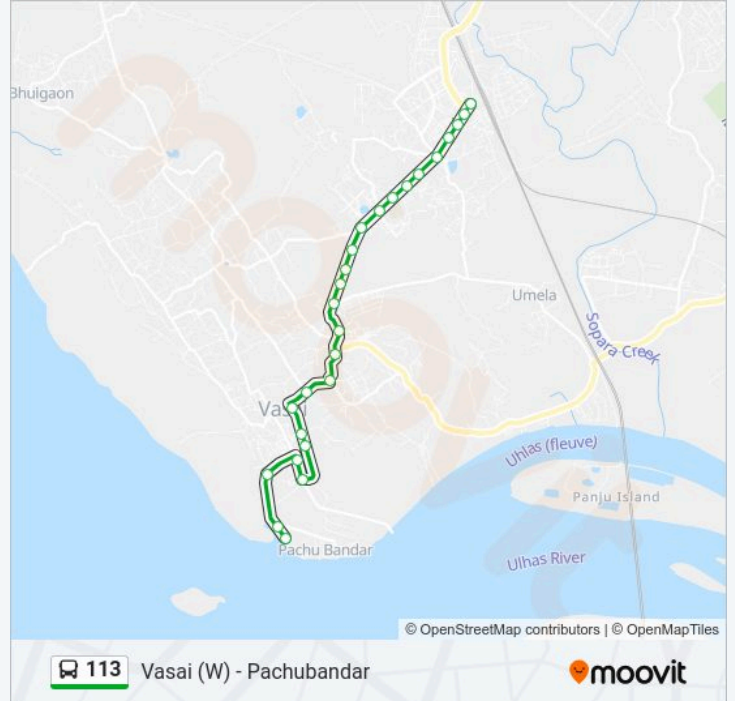 Bhuigaon
Umela
Sopara Creek
Vasai
Uhlas (fleuve)
Panju Island
Pachu Bandar
Ulhas River
© OpenStreetMap contributors | © OpenMapTiles
113 Vasai (W) - Pachubandar
moovit